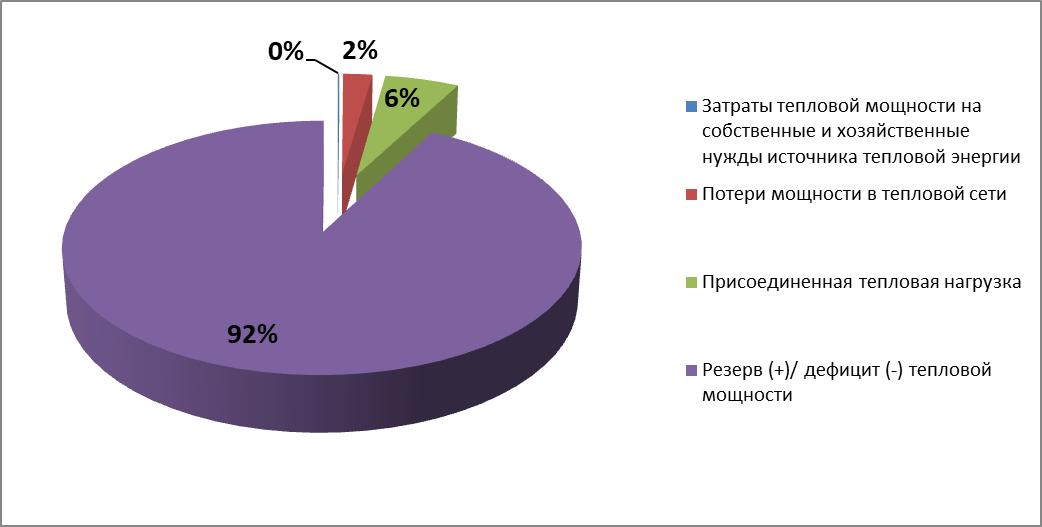 0%
2%
6%
92%
Затраты тепловой мощности на
собственные и хозяйственные
нужды источника тепловой энергии
Потери мощности в тепловой сети
Присоединенная тепловая нагрузка
Резерв (+)/ дефицит (-) тепловой
мощности